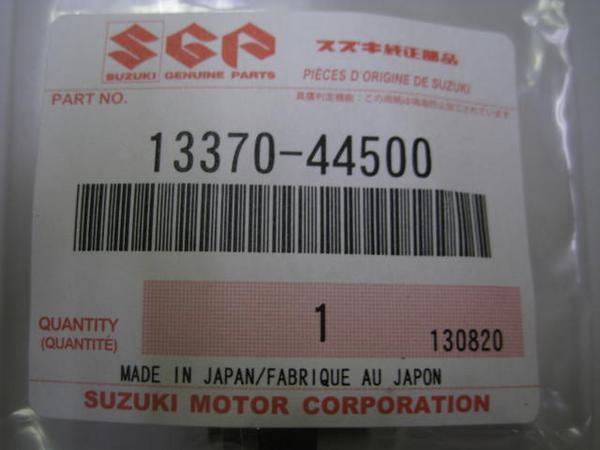 SGP
スズキ純正部品
SUZUKI GENUINE PARTS
PIÈCES D'ORIGINE DE SUZUKI
PART NO.
13370-44500
1
QUANTITY
(QUANTITÉ)
130820
MADE IN JAPAN/FABRIQUE AU JAPON
SUZUKI MOTOR CORPORATION